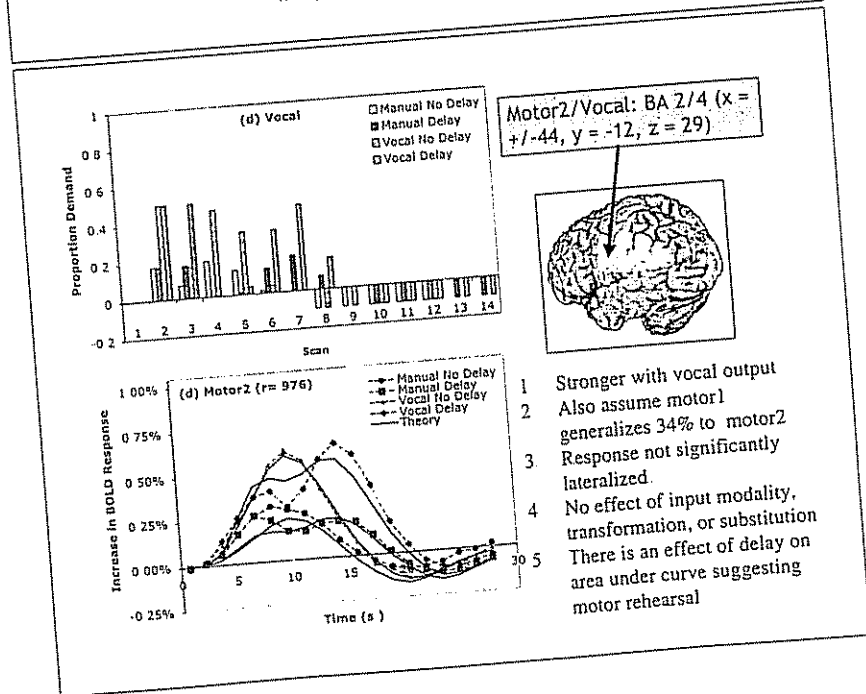 (d) Vocal
Manual No Delay
Manual Delay
Vocal No Delay
Vocal Delay
Proportion Demand
1
0 8
0 6
0.4
0 2
0
-0 2
1 2 3 4 5 6 7 8 9 10 11 12 13 14
Scan
Motor2/Vocal: BA 2/4 (x =
+/-44, y = -12, z = 29)
(d) Motor2 (r= 976)
Manual No Delay
Manual Delay
Vocal No Delay
Vocal Delay
Theory
Increase in BOLD Response
1 00%
0 75%
0 50%
0 25%
0 00%
-0 25%
0 5 10 15 30
Time (s )
1 Stronger with vocal output
2 Also assume motor1
generalizes 34% to motor2
3. Response not significantly
lateralized.
4 No effect of input modality,
transformation, or substitution
5 There is an effect of delay on
area under curve suggesting
motor rehearsal